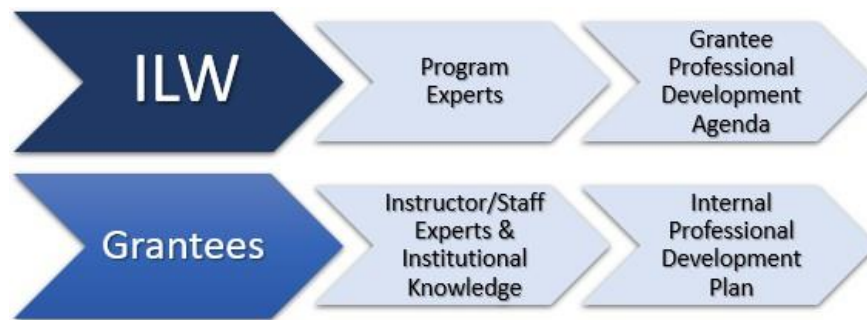 ILW
Program
Experts
Grantee
Professional
Development
Agenda
Grantees
Instructor/Staff
Experts &
Institutional
Knowledge
Internal
Professional
Development
Plan